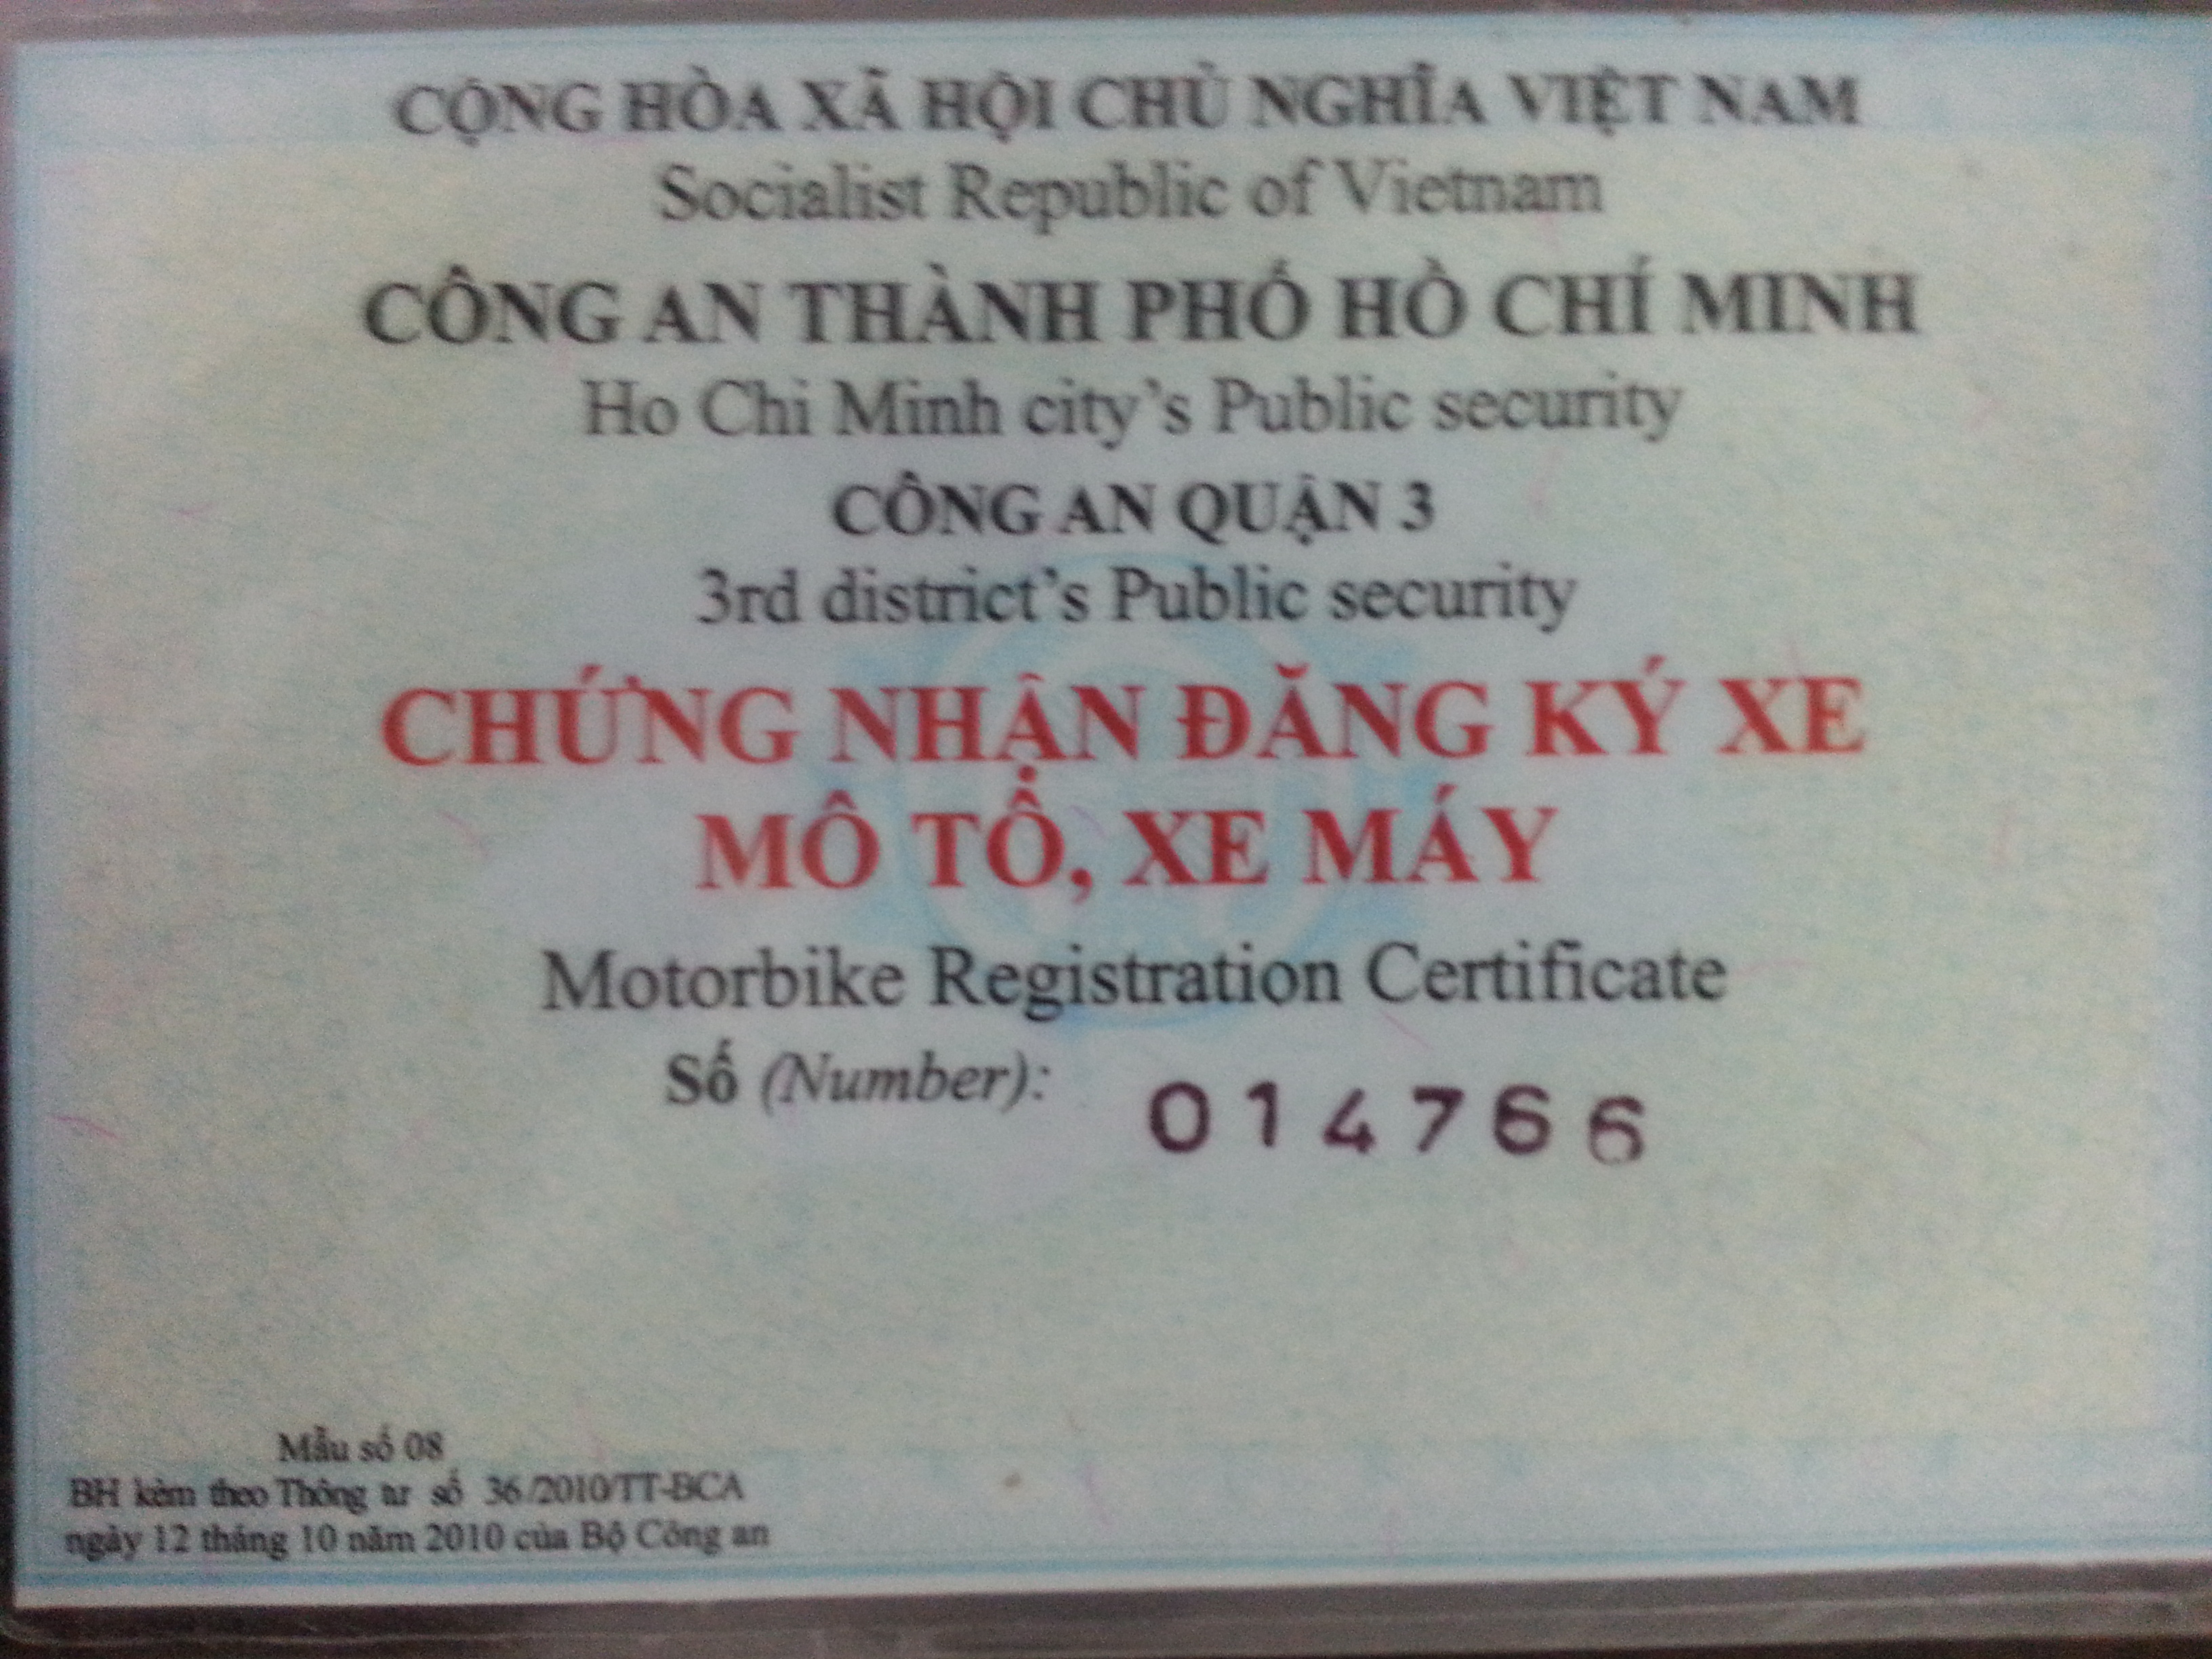 CỘNG HÒA XÃ HỘI CHỦ NGHĨA VIỆT NAM
Socialist Republic of Vietnam
CÔNG AN THÀNH PHỐ HỒ CHÍ MINH
Ho Chi Minh city's Public security
CÔNG AN QUẬN 3
3rd district's Public security
CHỨNG NHẬN ĐĂNG KÝ XE
MÔ TÔ, XE MÁY
Motorbike Registration Certificate
Số (Number): 014766
Mẫu số 08
BH kèm theo Thông tư số 36/2010/TT-BCA
ngày 12 tháng 10 năm 2010 của Bộ Công an